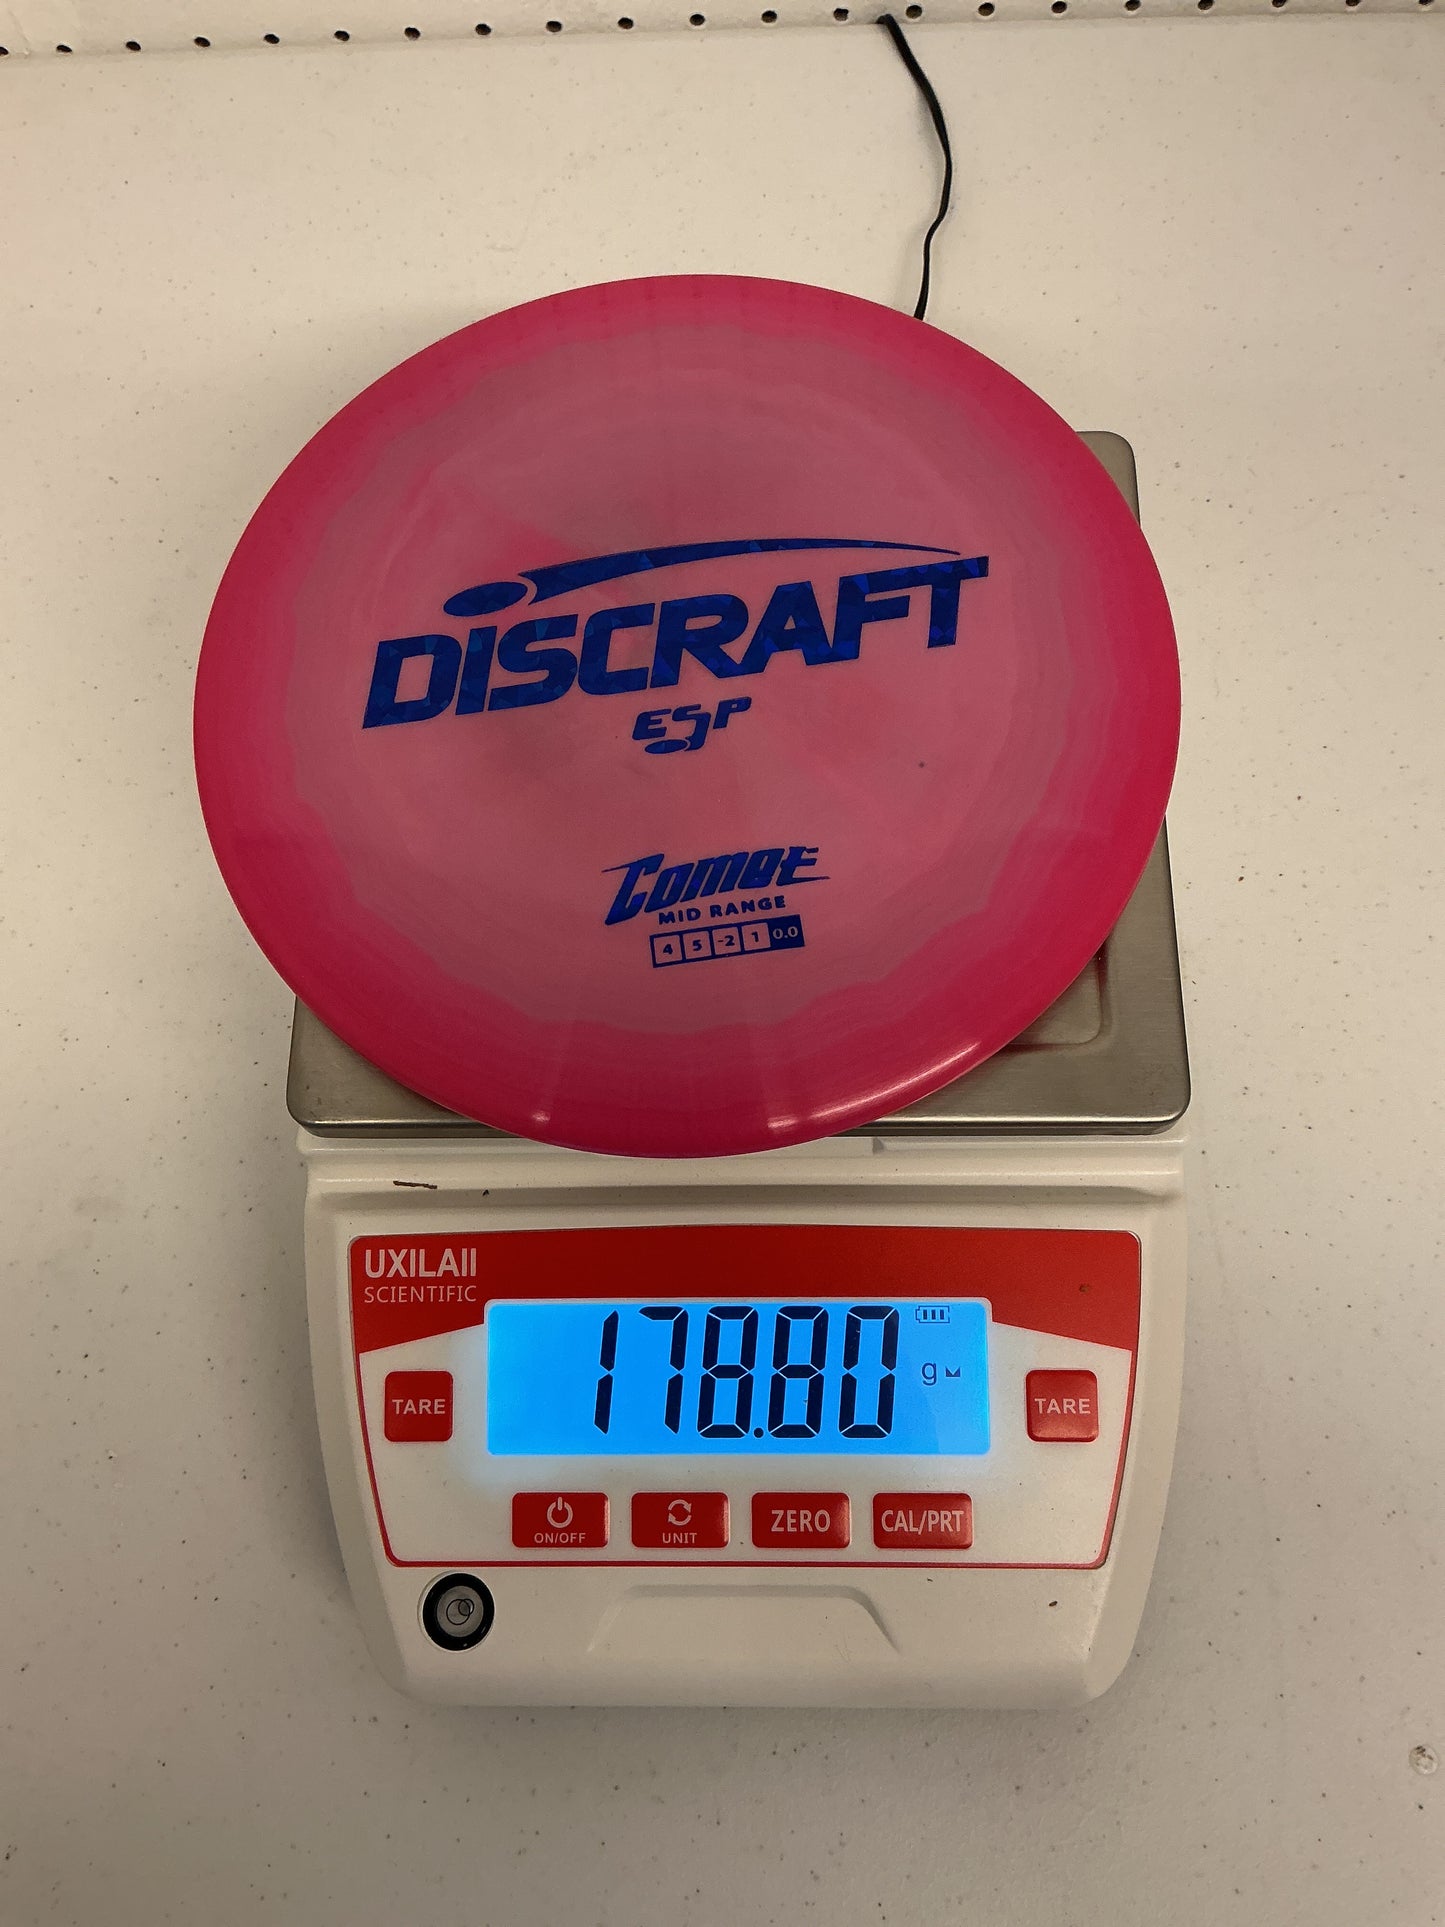 DISCRAFT
ESP
Comet
MID RANGE
4 5 -2 1 0.0
UXILAII
SCIENTIFIC
178.80 g
TARE
TARE
ON/OFF
UNIT
ZERO
CAL/PRT